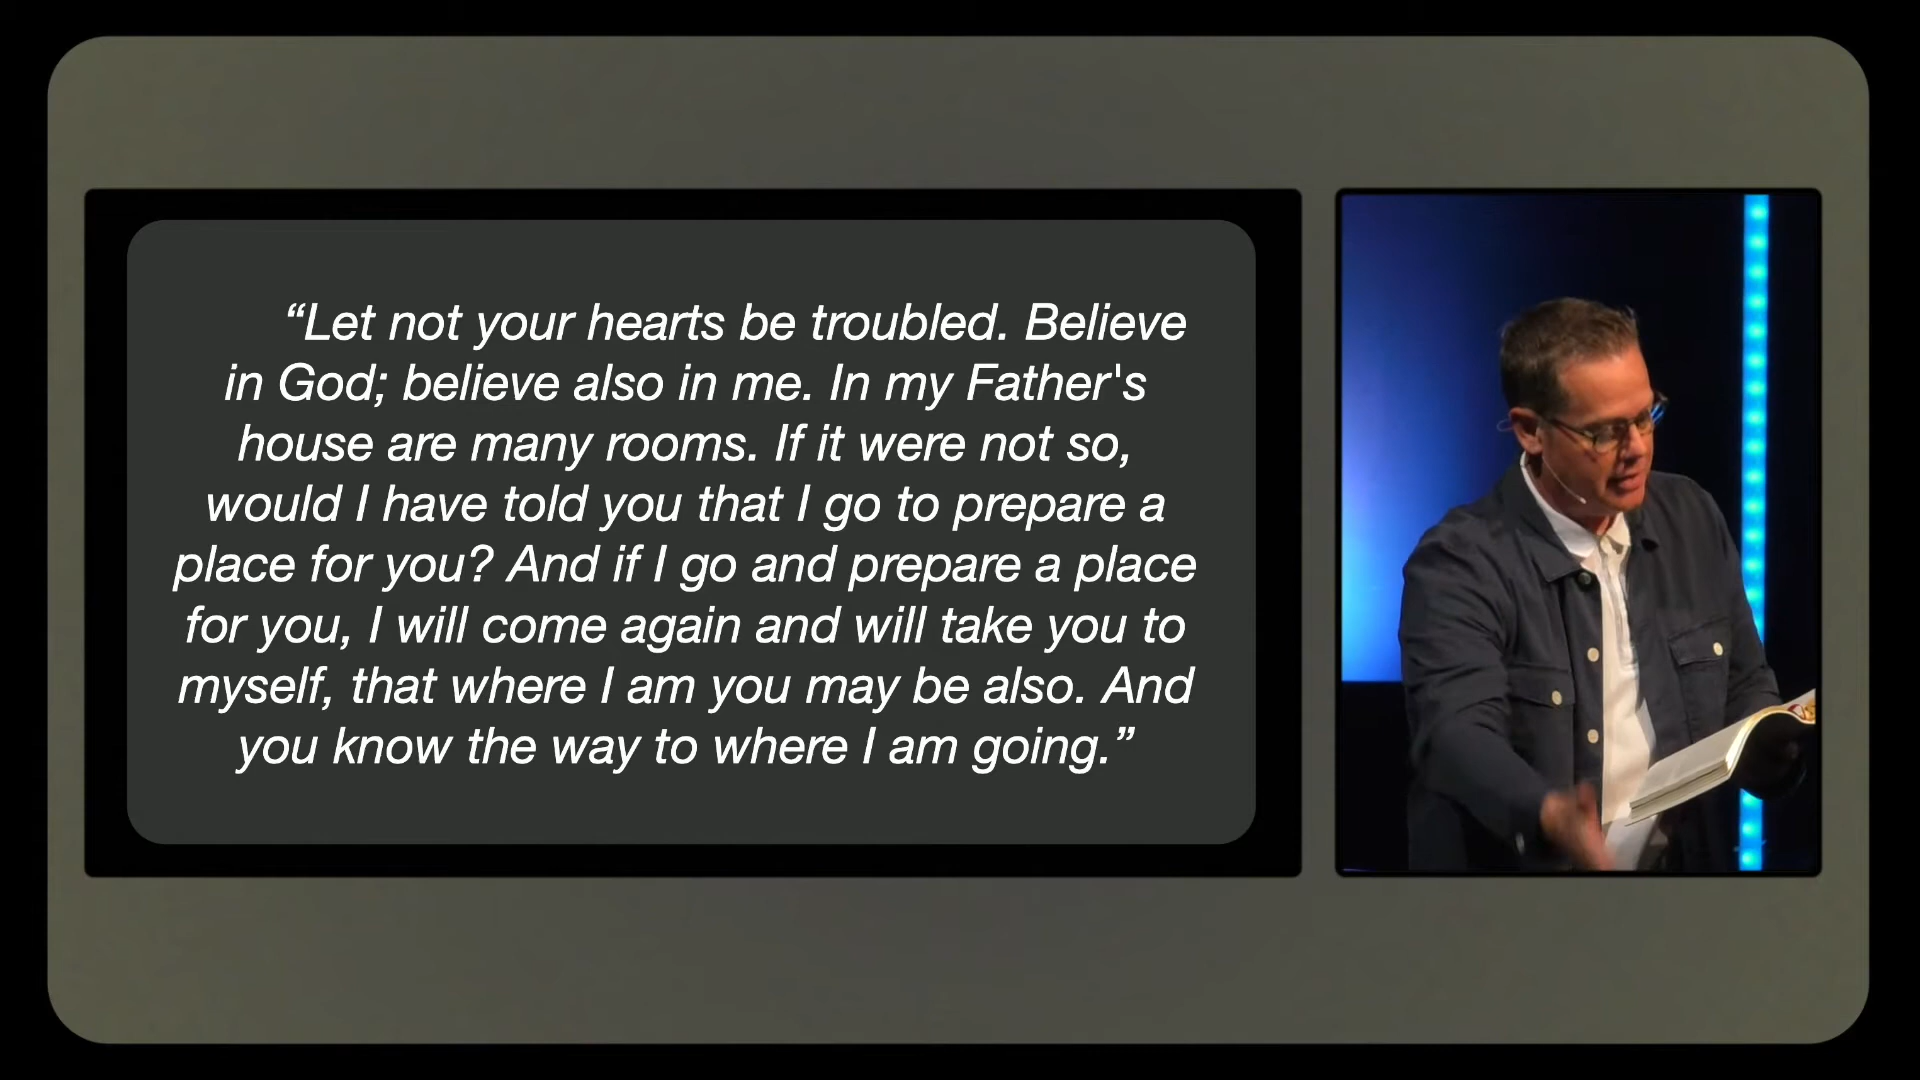 “Let not your hearts be troubled. Believe
in God; believe also in me. In my Father's
house are many rooms. If it were not so,
would I have told you that I go to prepare a
place for you? And if I go and prepare a place
for you, I will come again and will take you to
myself, that where I am you may be also. And
you know the way to where I am going.”